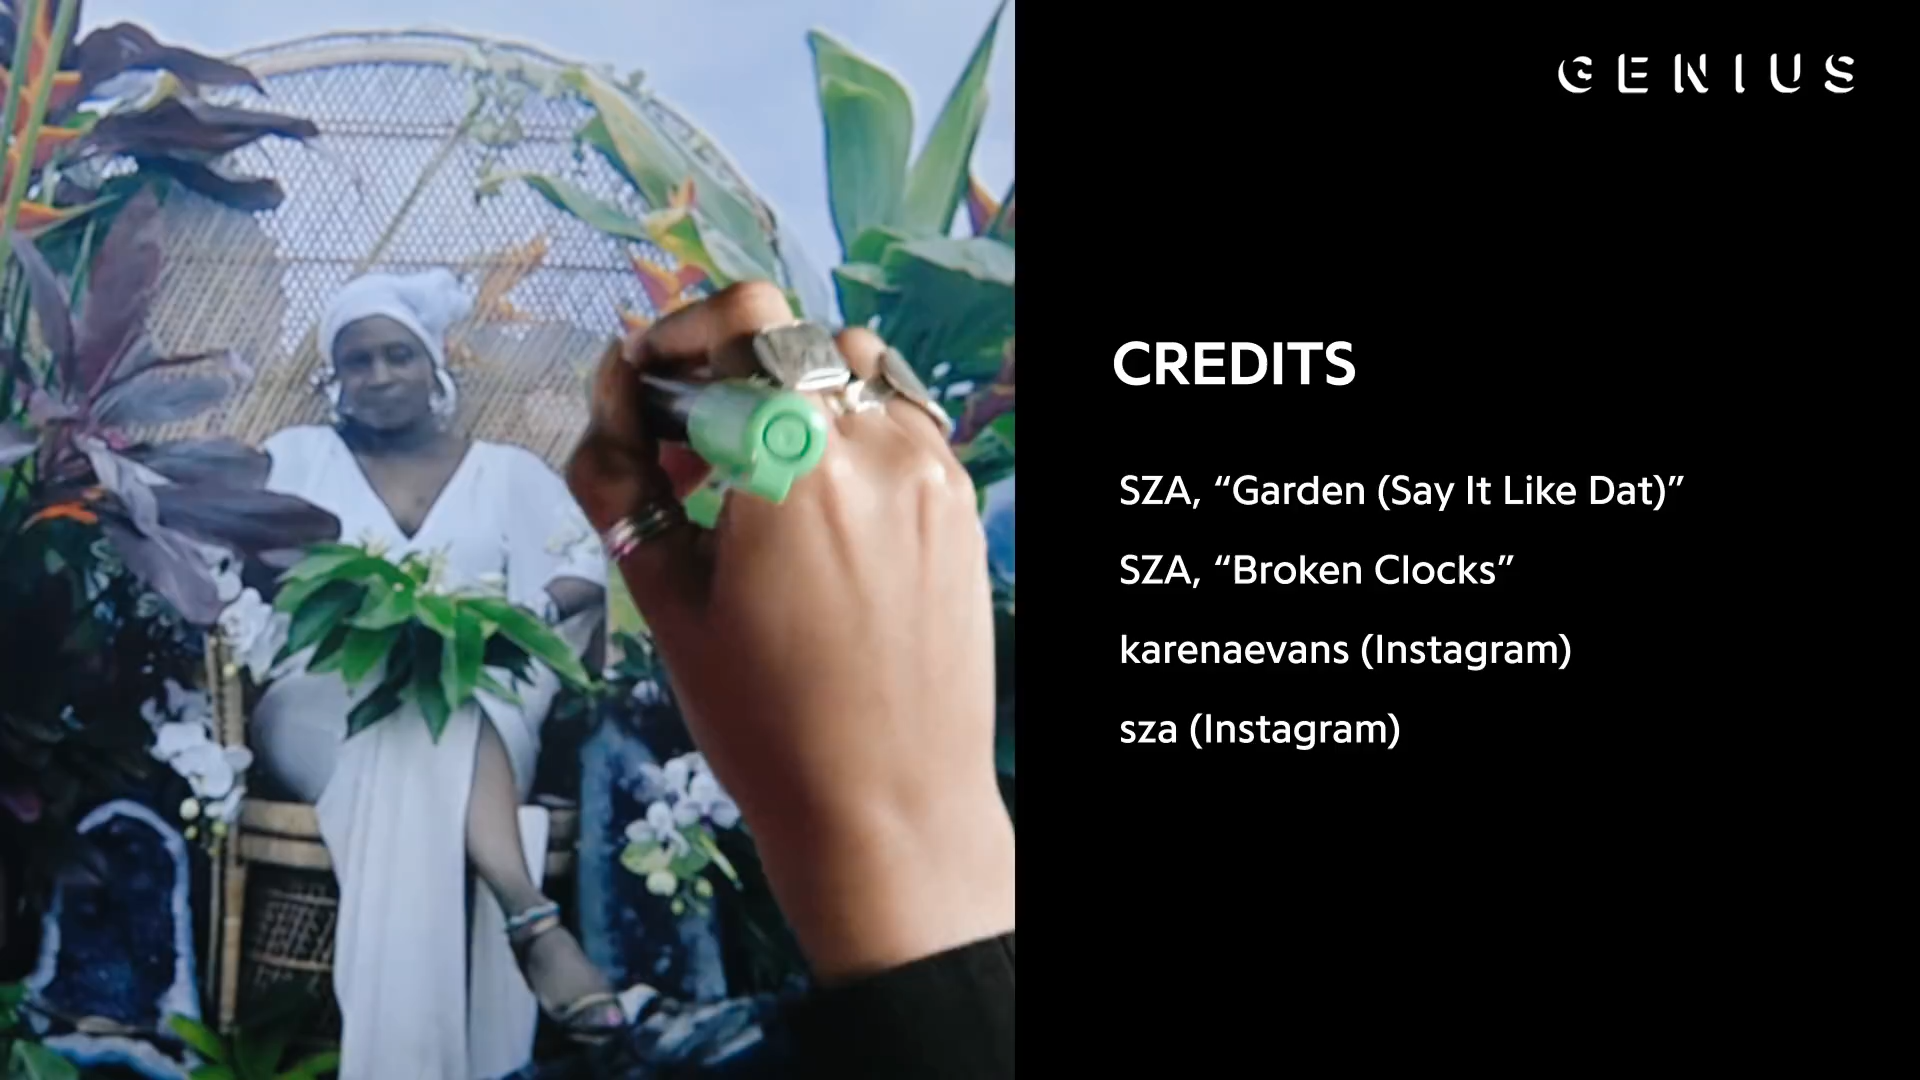 GENIUS
CREDITS
SZA, “Garden (Say It Like Dat)”
SZA, “Broken Clocks”
karenaevans (Instagram)
sza (Instagram)